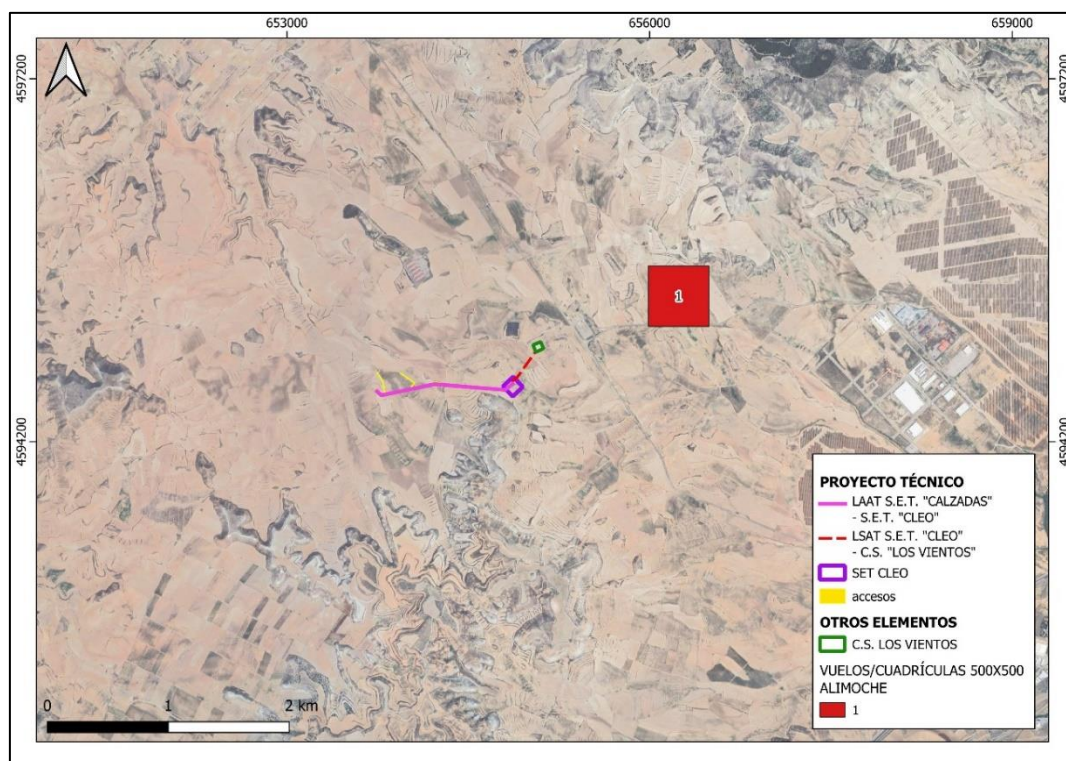 653000
656000
659000
4597200
4597200
1
4594200
4594200
PROYECTO TÉCNICO
LAAT S.E.T. "CALZADAS"
- S.E.T. "CLEO"
LSAT S.E.T. "CLEO"
- C.S. "LOS VIENTOS"
SET CLEO
accesos
OTROS ELEMENTOS
C.S. LOS VIENTOS
VUELOS/CUADRÍCULAS 500X500
ALIMOCHE
1
0
1
2 km